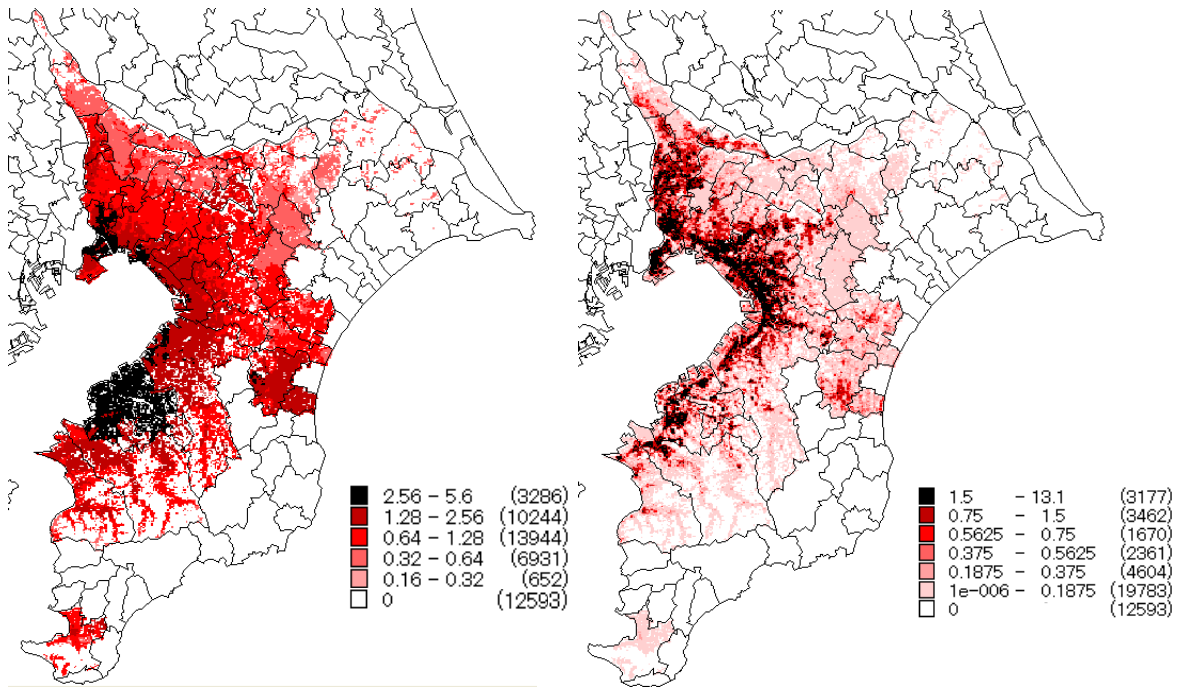 2.56 - 5.6 (3286)
1.28 - 2.56 (10244)
0.64 - 1.28 (13944)
0.32 - 0.64 (6931)
0.16 - 0.32 (652)
0 (12593)
1.5 - 13.1 (3177)
0.75 - 1.5 (3462)
0.5625 - 0.75 (1670)
0.375 - 0.5625 (2361)
0.1875 - 0.375 (4604)
1e-006 - 0.1875 (19783)
0 (12593)